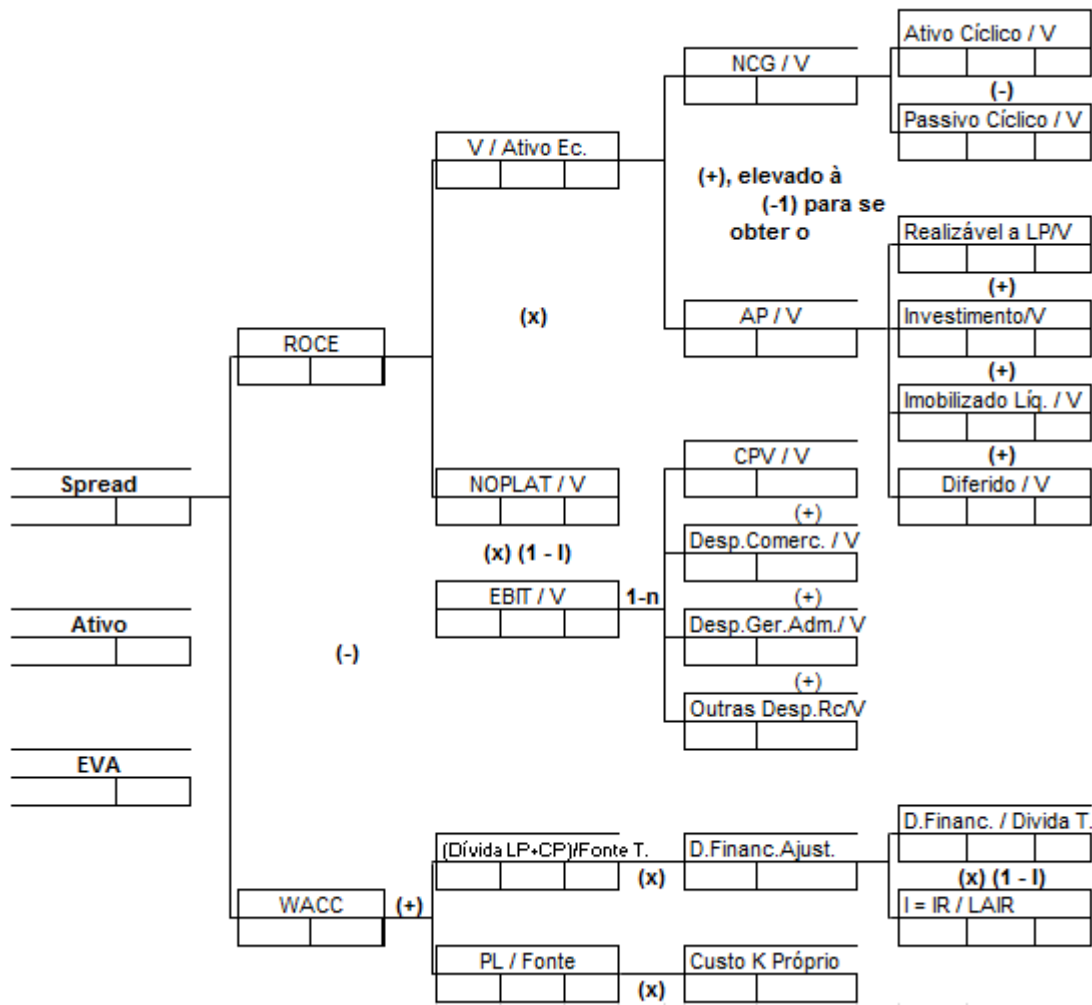 Ativo Cíclico / V
NCG / V
(-)
Passivo Cíclico / V
V / Ativo Ec.
(+), elevado à
(-1) para se
obter o
Realizável a LP/V
(+)
(x)
AP / V
Investimento/V
ROCE
(+)
Imobilizado Líq. / V
(+)
CPV / V
Spread
NOPLAT / V
Diferido / V
(+)
(x) (1 - I)
Desp.Comerc. / V
EBIT / V
1-n
(+)
Ativo
Desp.Ger.Adm./ V
(-)
(+)
Outras Desp.Rc/V
EVA
D.Financ. / Divida T.
(Dívida LP+CP)/Fonte T.
(x)
D.Financ.Ajust.
(x) (1 - I)
WACC
(+)
I = IR / LAIR
PL / Fonte
(x)
Custo K Próprio